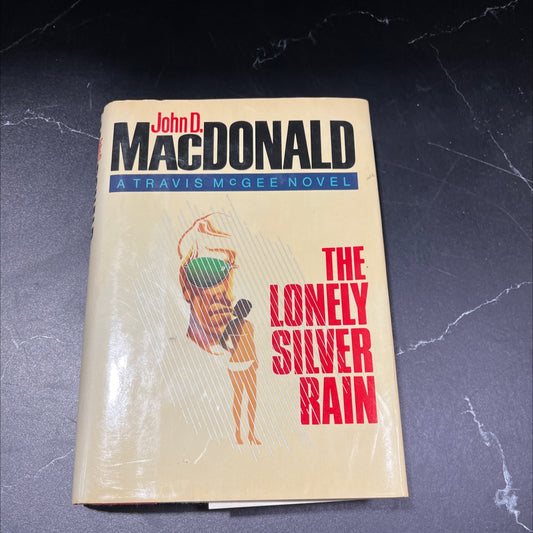 John D.
MACDONALD
A TRAVIS McGEE NOVEL
THE
LONELY
SILVER
RAIN